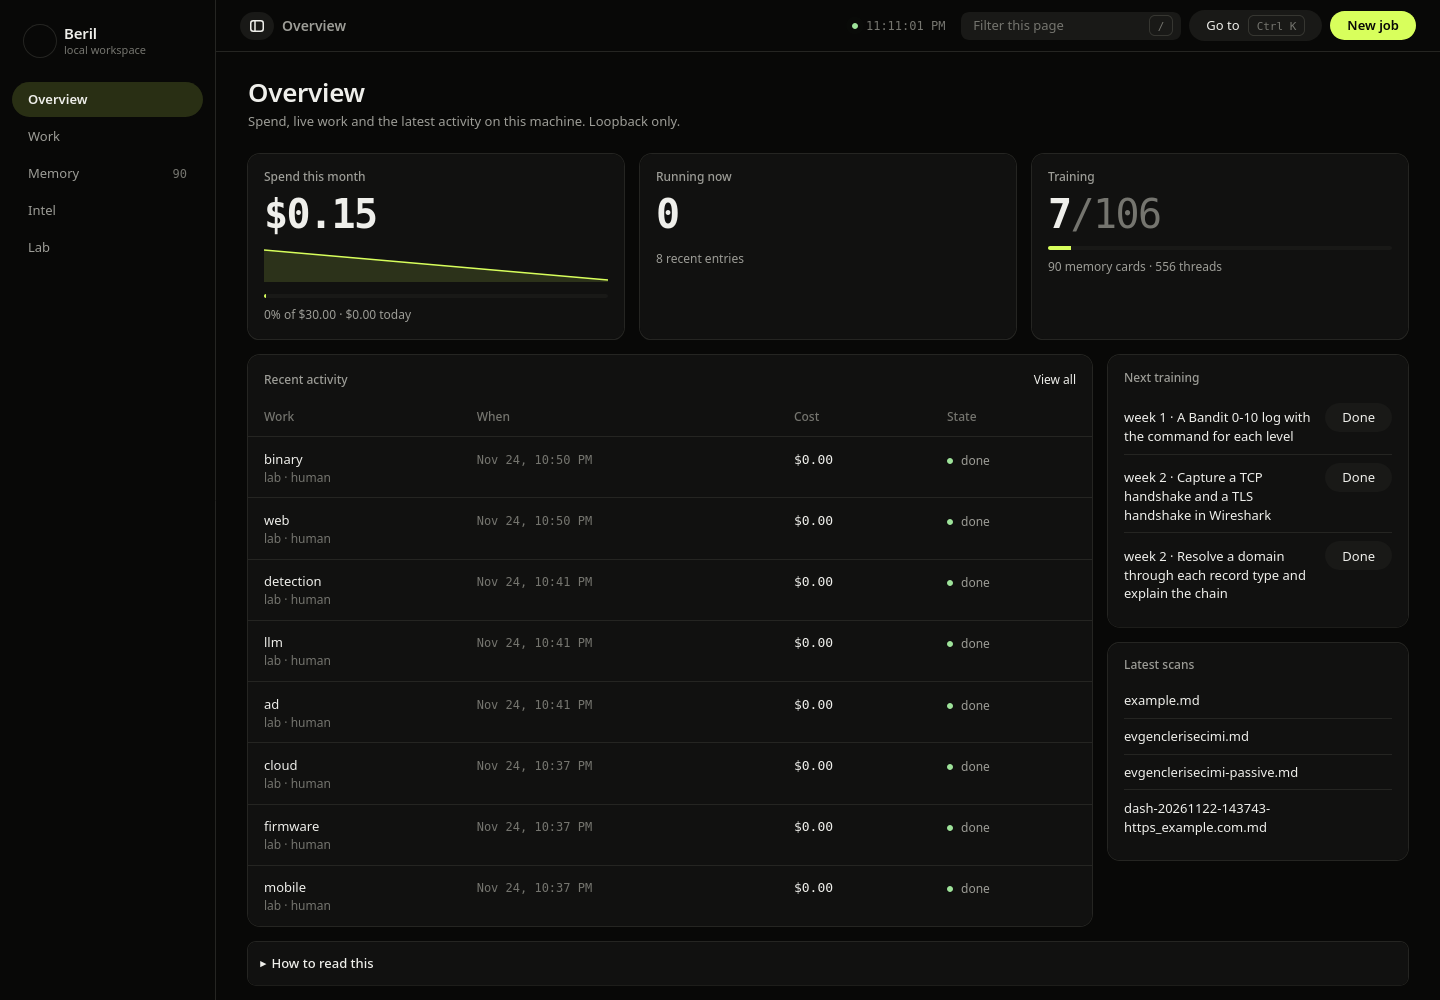 Beril
local workspace
Overview
Work
Memory 90
Intel
Lab
Overview
11:11:01 PM
Filter this page /
Go to Ctrl K
New job
Overview
Spend, live work and the latest activity on this machine. Loopback only.
Spend this month
$0.15
0% of $30.00 · $0.00 today
Running now
0
8 recent entries
Training
7/106
90 memory cards · 556 threads
Recent activity View all
Work When Cost State
binary Nov 24, 10:50 PM $0.00 done
lab · human
web Nov 24, 10:50 PM $0.00 done
lab · human
detection Nov 24, 10:41 PM $0.00 done
lab · human
llm Nov 24, 10:41 PM $0.00 done
lab · human
ad Nov 24, 10:41 PM $0.00 done
lab · human
cloud Nov 24, 10:37 PM $0.00 done
lab · human
firmware Nov 24, 10:37 PM $0.00 done
lab · human
mobile Nov 24, 10:37 PM $0.00 done
lab · human
Next training
week 1 · A Bandit 0-10 log with Done
the command for each level
week 2 · Capture a TCP Done
handshake and a TLS
handshake in Wireshark
week 2 · Resolve a domain Done
through each record type and
explain the chain
Latest scans
example.md
evgenclerisecimi.md
evgenclerisecimi-passive.md
dash-20261122-143743-
https_example.com.md
▸ How to read this